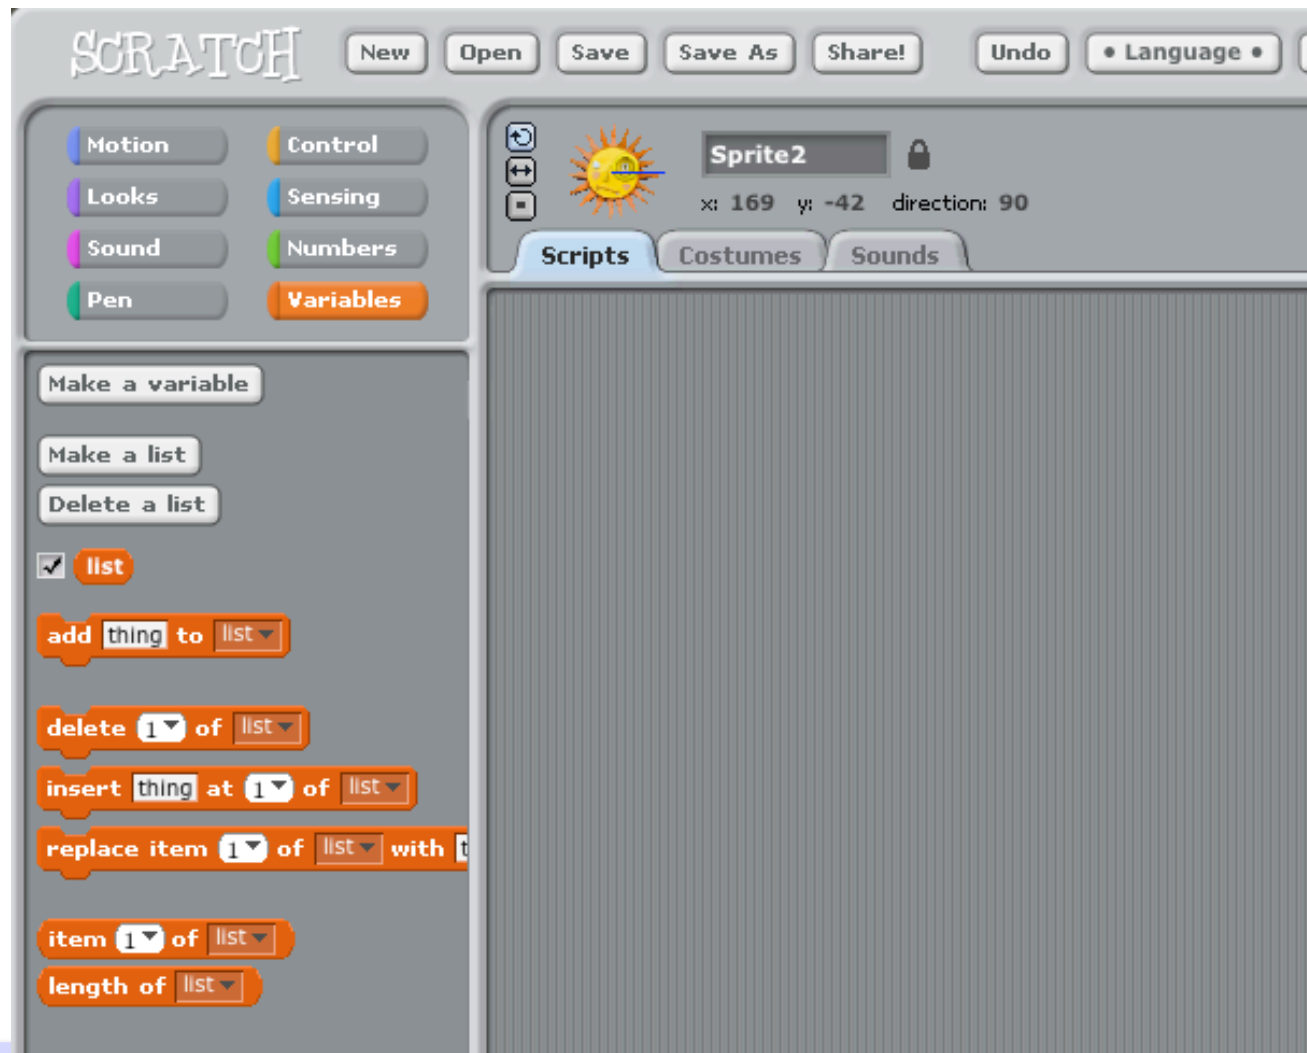 SCRATCH New Open Save Save As Share! Undo • Language •
Motion Control
Looks Sensing
Sound Numbers
Pen Variables
Sprite2
x: 169 y: -42 direction: 90
Scripts Costumes Sounds
Make a variable
Make a list
Delete a list
list
add thing to list
delete 1 of list
insert thing at 1 of list
replace item 1 of list with
item 1 of list
length of list